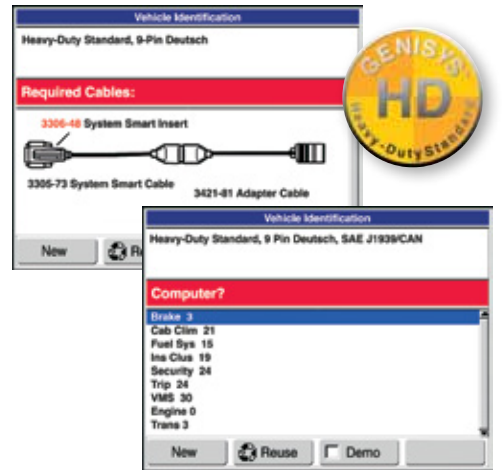 Vehicle Identification
Heavy-Duty Standard, 9-Pin Deutsch
Required Cables:
3306-48 System Smart Insert
3305-73 System Smart Cable
3421-81 Adapter Cable
New
GENISYS
HD
Heavy-Duty Standard
Vehicle Identification
Heavy-Duty Standard, 9 Pin Deutsch, SAE J1939/CAN
Computer?
Brake 3
Cab Clim 21
Fuel Sys 15
Ins Clus 19
Security 24
Trip 24
VMS 30
Engine 0
Trans 3
New
Reuse
Demo